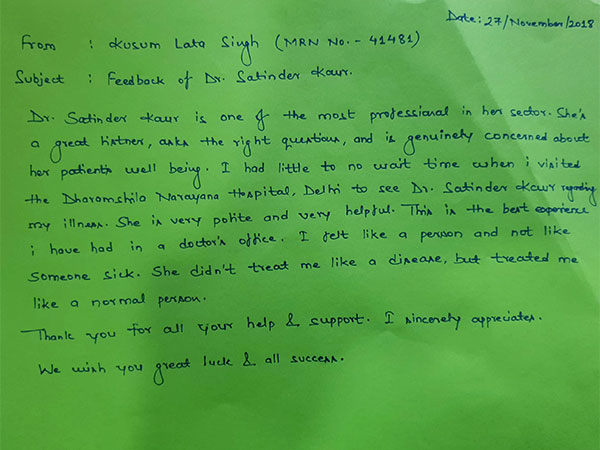 Date: 27/November/2018
From : Kusum Lata Singh (MRN No. - 41481)
Subject : Feedback of Dr. Satinder Kaur.
Dr. Satinder Kaur is one of the most professional in her sector. She's
a great listner, asks the right questions, and is genuinely concerned about
her patients well being. I had little to no wait time when i visited
the Dharamshila Narayana Hospital, Delhi to see Dr. Satinder Kaur regarding
my illness. She is very polite and very helpful. This is the best experience
i have had in a doctor's office. I felt like a person and not like
someone sick. She didn't treat me like a disease, but treated me
like a normal person.
Thank you for all your help & support. I sincerely appreciates.
We wish you great luck & all success.